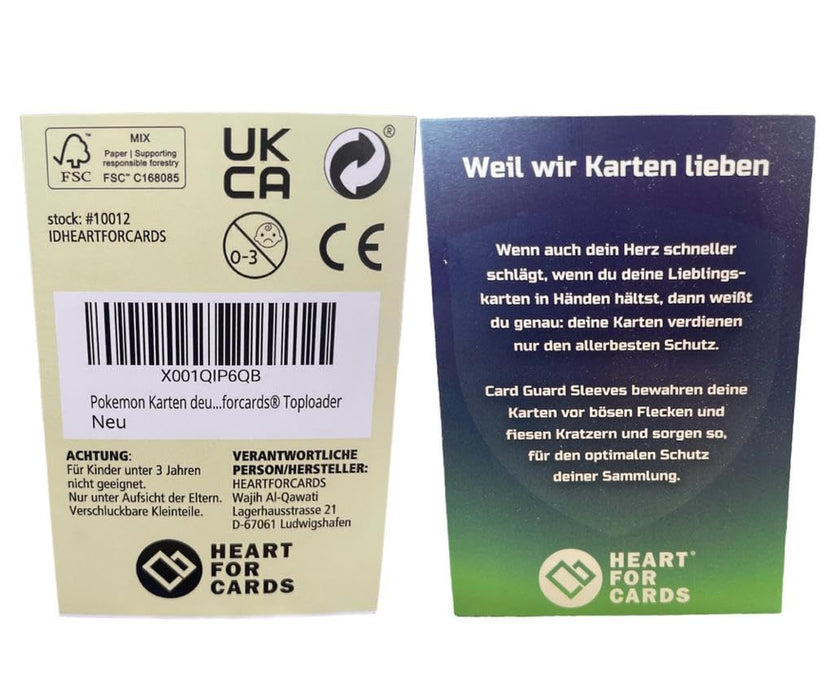 MIX
Paper | Supporting
responsible forestry
FSC
FSC™ C168085
UK
CA
®
stock: #10012
IDHEARTFORCARDS
0-3
CE
X001QIP6QB
Pokemon Karten deu...forcards® Toploader
Neu
ACHTUNG:
Für Kinder unter 3 Jahren
nicht geeignet.
Nur unter Aufsicht der Eltern.
Verschluckbare Kleinteile.
VERANTWORTLICHE
PERSON/HERSTELLER:
HEARTFORCARDS
Wajih Al-Qawati
Lagerhausstrasse 21
D-67061 Ludwigshafen
HEART
FOR
CARDS
Weil wir Karten lieben
Wenn auch dein Herz schneller
schlägt, wenn du deine Lieblings-
karten in Händen hältst, dann weißt
du genau: deine Karten verdienen
nur den allerbesten Schutz.
Card Guard Sleeves bewahren deine
Karten vor bösen Flecken und
fiesen Kratzern und sorgen so,
für den optimalen Schutz
deiner Sammlung.
HEART®
FOR
CARDS